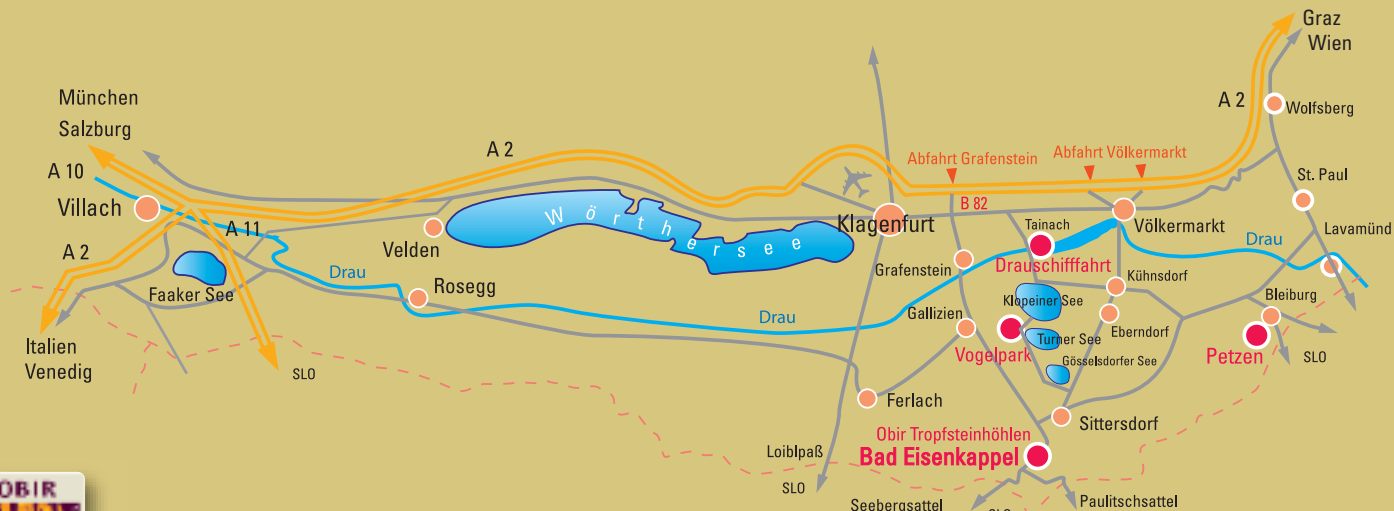 Graz
Wien
München
Salzburg
A 2
Wolfsberg
A 2
Abfahrt Grafenstein
Abfahrt Völkermarkt
A 10
St. Paul
B 82
Villach
Wörthersee
Klagenfurt
Tainach
Völkermarkt
Lavamünd
A 11
Velden
Drau
A 2
Drauschifffahrt
Grafenstein
Drau
Kühnsdorf
Faaker See
Rosegg
Klopeiner See
Bleiburg
Gallizien
Drau
Eberndorf
Turner See
Italien
Venedig
Vogelpark
Gösselsdorfer See
Petzen
SLO
SLO
Ferlach
Sittersdorf
Obir Tropfsteinhöhlen
Bad Eisenkappel
Loiblpaß
SLO
OBIR
Seebergsattel
Paulitschsattel